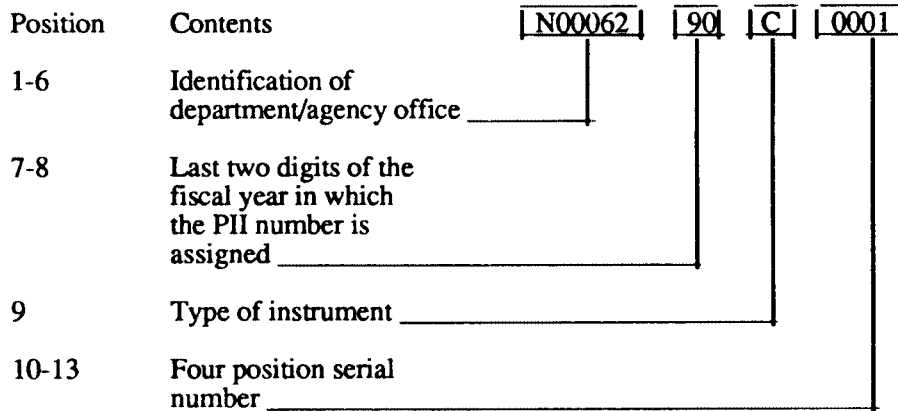 Position Contents N00062 90 C 0001
1-6 Identification of
department/agency office
7-8 Last two digits of the
fiscal year in which
the PII number is
assigned
9 Type of instrument
10-13 Four position serial
number